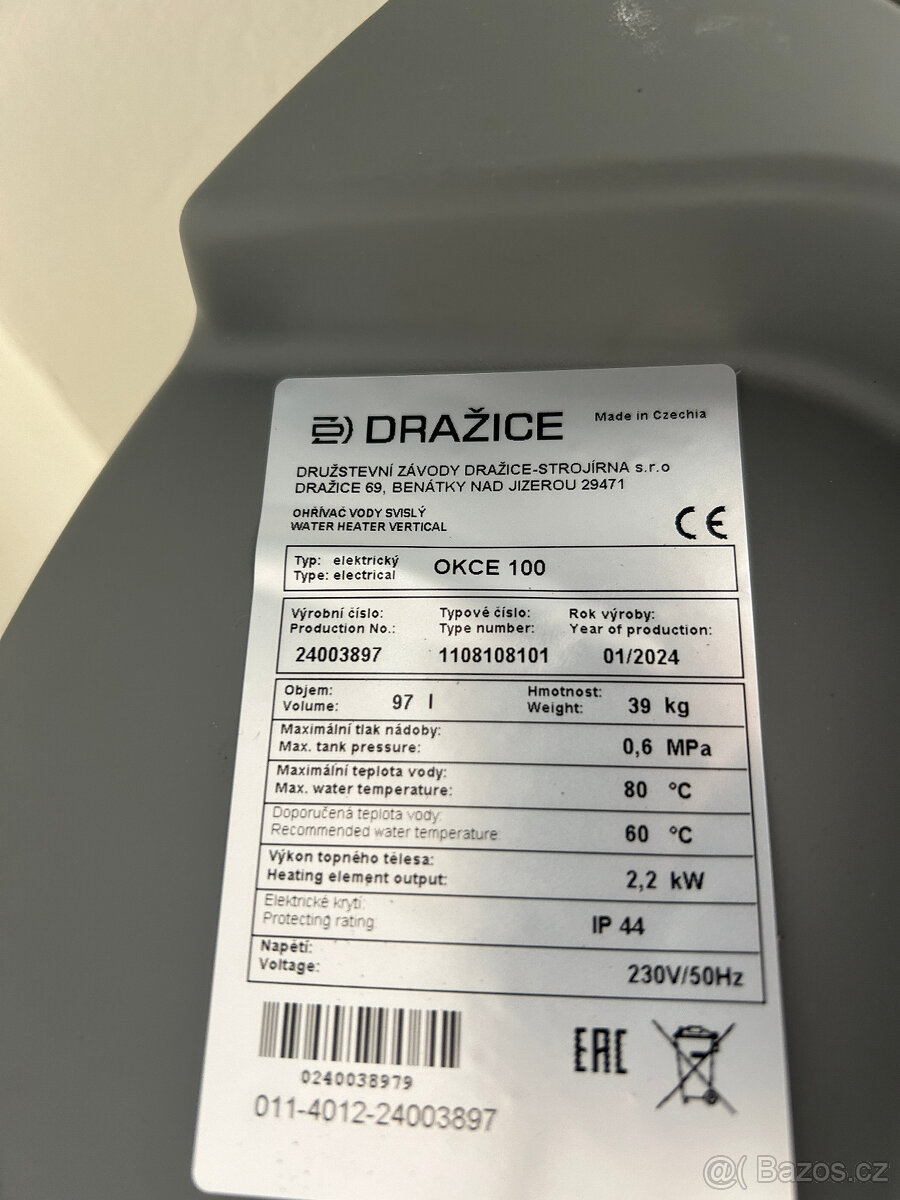 DRAŽICE Made in Czechia
DRUŽSTEVNÍ ZÁVODY DRAŽICE-STROJÍRNA s.r.o
DRAŽICE 69, BENÁTKY NAD JIZEROU 29471
OHŘÍVAČ VODY SVISLÝ
WATER HEATER VERTICAL
CE
Typ: elektrický
Type: electrical
OKCE 100
Výrobní číslo: Typové číslo: Rok výroby:
Production No.: Type number: Year of production:
24003897 1108108101 01/2024
Objem: Hmotnost:
Volume: 97 l Weight: 39 kg
Maximální tlak nádoby:
Max. tank pressure: 0,6 MPa
Maximální teplota vody:
Max. water temperature: 80 °C
Doporučená teplota vody:
Recommended water temperature: 60 °C
Výkon topného tělesa:
Heating element output: 2,2 kW
Elektrické krytí:
Protecting rating: IP 44
Napětí:
Voltage: 230V/50Hz
EAC
0240038979
011-4012-24003897
@( Bazos.cz